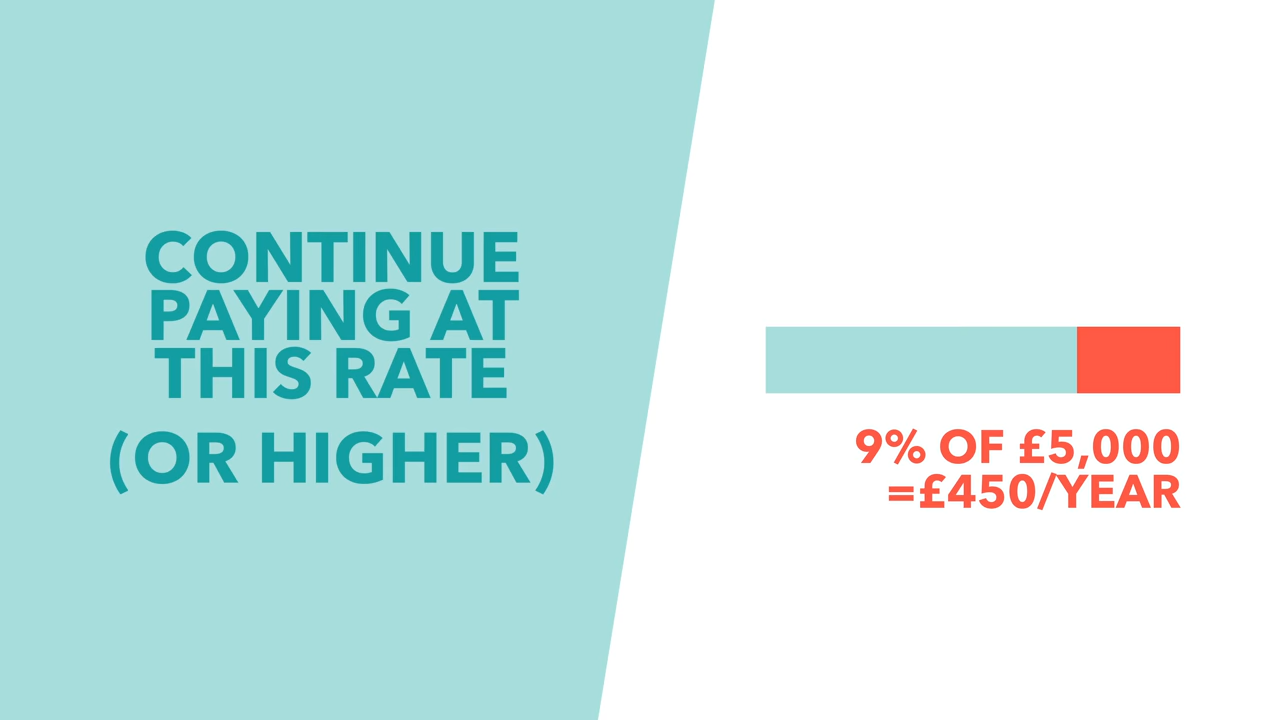 CONTINUE
PAYING AT
THIS RATE
(OR HIGHER)
9% OF £5,000
=£450/YEAR